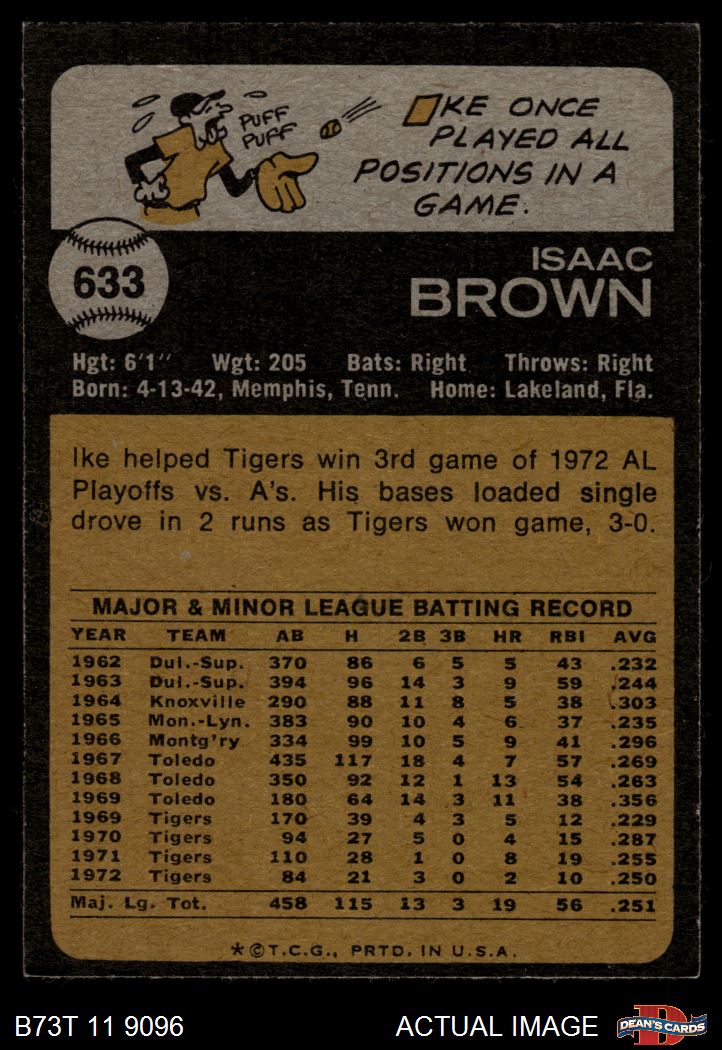 PUFF
PUFF
IKE ONCE
PLAYED ALL
POSITIONS IN A
GAME.
633
ISAAC
BROWN
Hgt: 6'1" Wgt: 205 Bats: Right Throws: Right
Born: 4-13-42, Memphis, Tenn. Home: Lakeland, Fla.
Ike helped Tigers win 3rd game of 1972 AL
Playoffs vs. A's. His bases loaded single
drove in 2 runs as Tigers won game, 3-0.
MAJOR & MINOR LEAGUE BATTING RECORD
YEAR TEAM AB H 2B 3B HR RBI AVG
1962 Dul.-Sup. 370 86 6 5 5 43 .232
1963 Dul.-Sup. 394 96 14 3 9 59 .244
1964 Knoxville 290 88 11 8 5 38 .303
1965 Mon.-Lyn. 383 90 10 4 6 37 .235
1966 Montg'ry 334 99 10 5 9 41 .296
1967 Toledo 435 117 18 4 7 57 .269
1968 Toledo 350 92 12 1 13 54 .263
1969 Toledo 180 64 14 3 11 38 .356
1969 Tigers 170 39 4 3 5 12 .229
1970 Tigers 94 27 5 0 4 15 .287
1971 Tigers 110 28 1 0 8 19 .255
1972 Tigers 84 21 3 0 2 10 .250
Maj. Lg. Tot. 458 115 13 3 19 56 .251
*©T.C.G., PRTD. IN U.S.A.
B73T 11 9096 ACTUAL IMAGE
D
DEAN'S CARDS